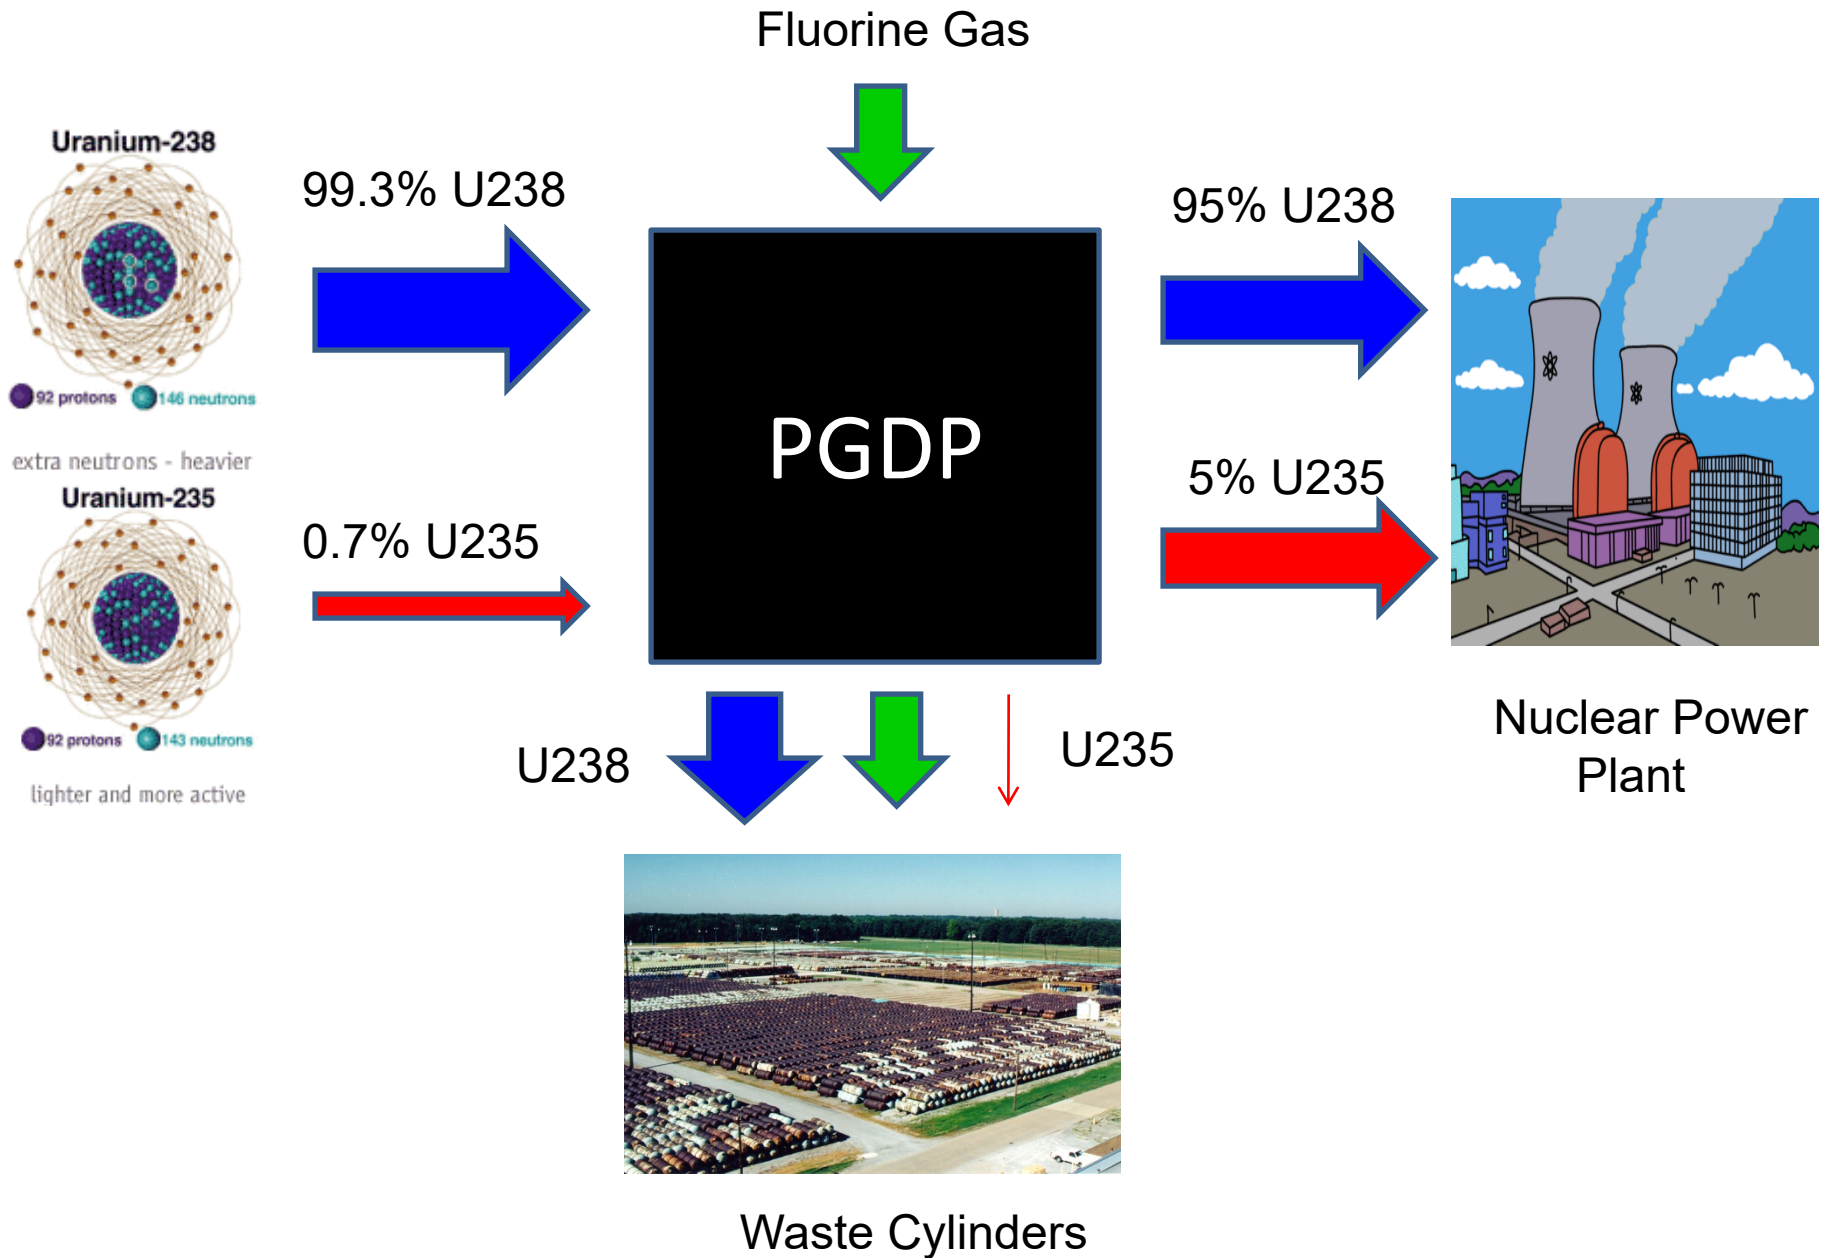 Fluorine Gas
Uranium-238
99.3% U238
95% U238
92 protons 146 neutrons
extra neutrons - heavier
PGDP
5% U235
Uranium-235
0.7% U235
92 protons 143 neutrons
lighter and more active
U238
U235
Nuclear Power
Plant
Waste Cylinders